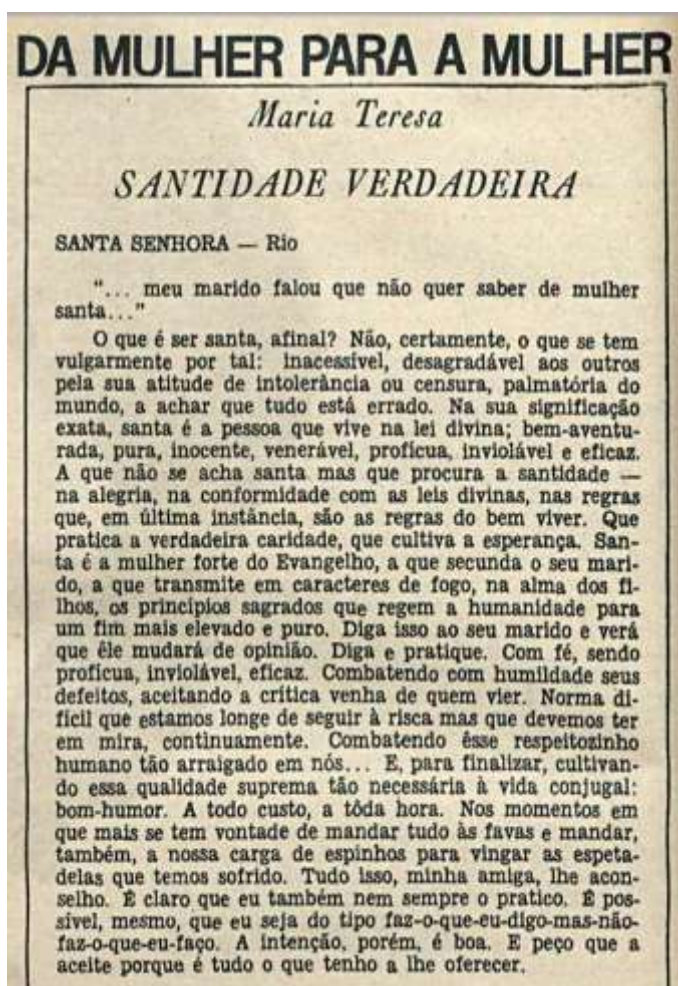 DA MULHER PARA A MULHER
Maria Teresa
SANTIDADE VERDADEIRA
SANTA SENHORA — Rio
"... meu marido falou que não quer saber de mulher
santa..."
O que é ser santa, afinal? Não, certamente, o que se tem
vulgarmente por tal: inacessível, desagradável aos outros
pela sua atitude de intolerância ou censura, palmatória do
mundo, a achar que tudo está errado. Na sua significação
exata, santa é a pessoa que vive na lei divina; bem-aventu-
rada, pura, inocente, venerável, profícua, inviolável e eficaz.
A que não se acha santa mas que procura a santidade —
na alegria, na conformidade com as leis divinas, nas regras
que, em última instância, são as regras do bem viver. Que
pratica a verdadeira caridade, que cultiva a esperança. San-
ta é a mulher forte do Evangelho, a que secunda o seu mari-
do, a que transmite em caracteres de fogo, na alma dos fi-
lhos, os princípios sagrados que regem a humanidade para
um fim mais elevado e puro. Diga isso ao seu marido e verá
que êle mudará de opinião. Diga e pratique. Com fé, sendo
profícua, inviolável, eficaz. Combatendo com humildade seus
defeitos, aceitando a crítica venha de quem vier. Norma di-
fícil que estamos longe de seguir à risca mas que devemos ter
em mira, continuamente. Combatendo êsse respeitozinho
humano tão arraigado em nós... E, para finalizar, cultivan-
do essa qualidade suprema tão necessária à vida conjugal:
bom-humor. A todo custo, a tôda hora. Nos momentos em
que mais se tem vontade de mandar tudo às favas e mandar,
também, a nossa carga de espinhos para vingar as espeta-
delas que temos sofrido. Tudo isso, minha amiga, lhe acon-
selho. É claro que eu também nem sempre o pratico. É pos-
sível, mesmo, que eu seja do tipo faz-o-que-eu-digo-mas-não-
faz-o-que-eu-faço. A intenção, porém, é boa. E peço que a
aceite porque é tudo o que tenho a lhe oferecer.